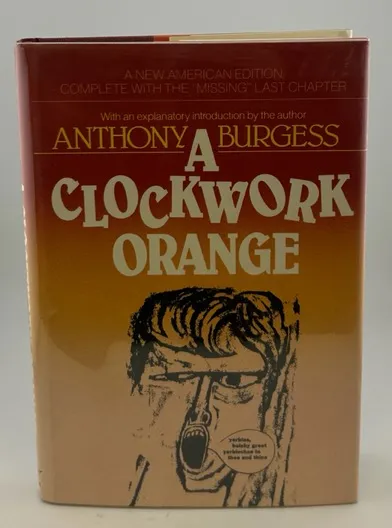 A NEW AMERICAN EDITION,
COMPLETE WITH THE "MISSING" LAST CHAPTER
With an explanatory introduction by the author
ANTHONY BURGESS
A
CLOCKWORK
ORANGE
yarbles,
bolshy great
yarblockos to
thee and thine